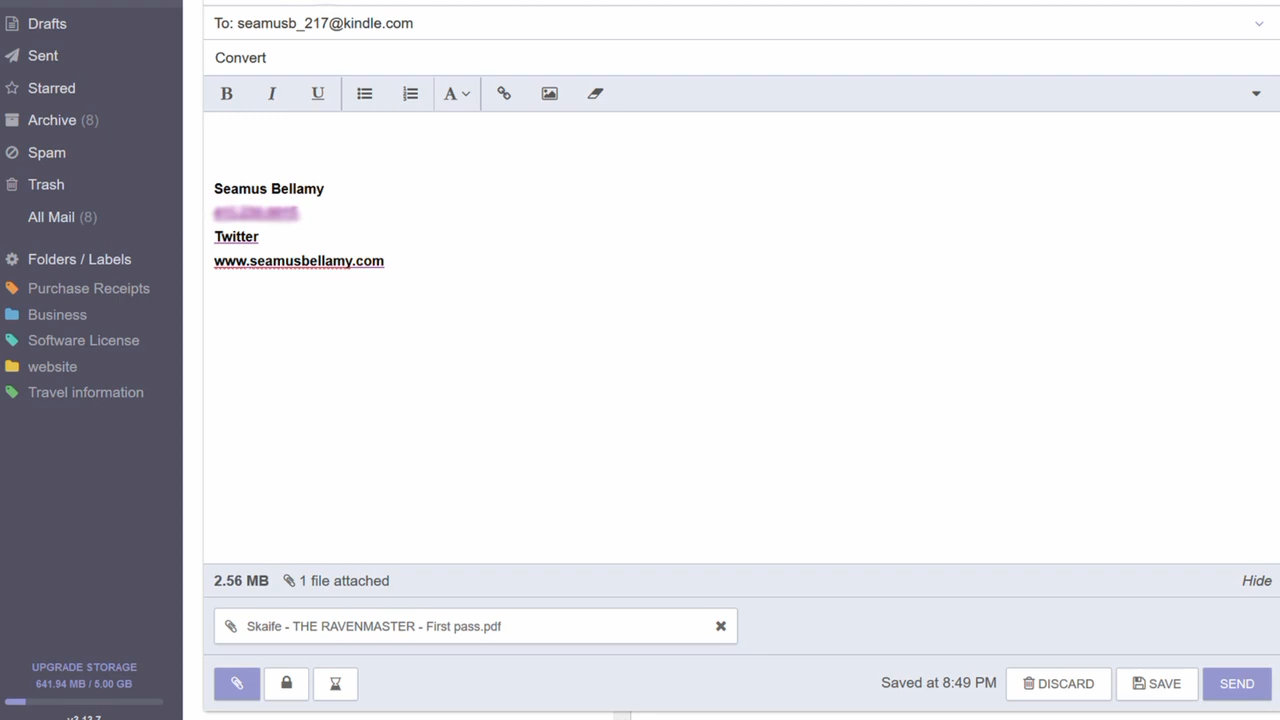 Drafts
Sent
Starred
Archive (8)
Spam
Trash
All Mail (8)
Folders / Labels
Purchase Receipts
Business
Software License
website
Travel information
UPGRADE STORAGE
641.94 MB / 5.00 GB
v3.13.7
To: seamusb_217@kindle.com
Convert
B I U A
Seamus Bellamy
Twitter
www.seamusbellamy.com
2.56 MB 1 file attached Hide
Skaife - THE RAVENMASTER - First pass.pdf
Saved at 8:49 PM DISCARD SAVE SEND